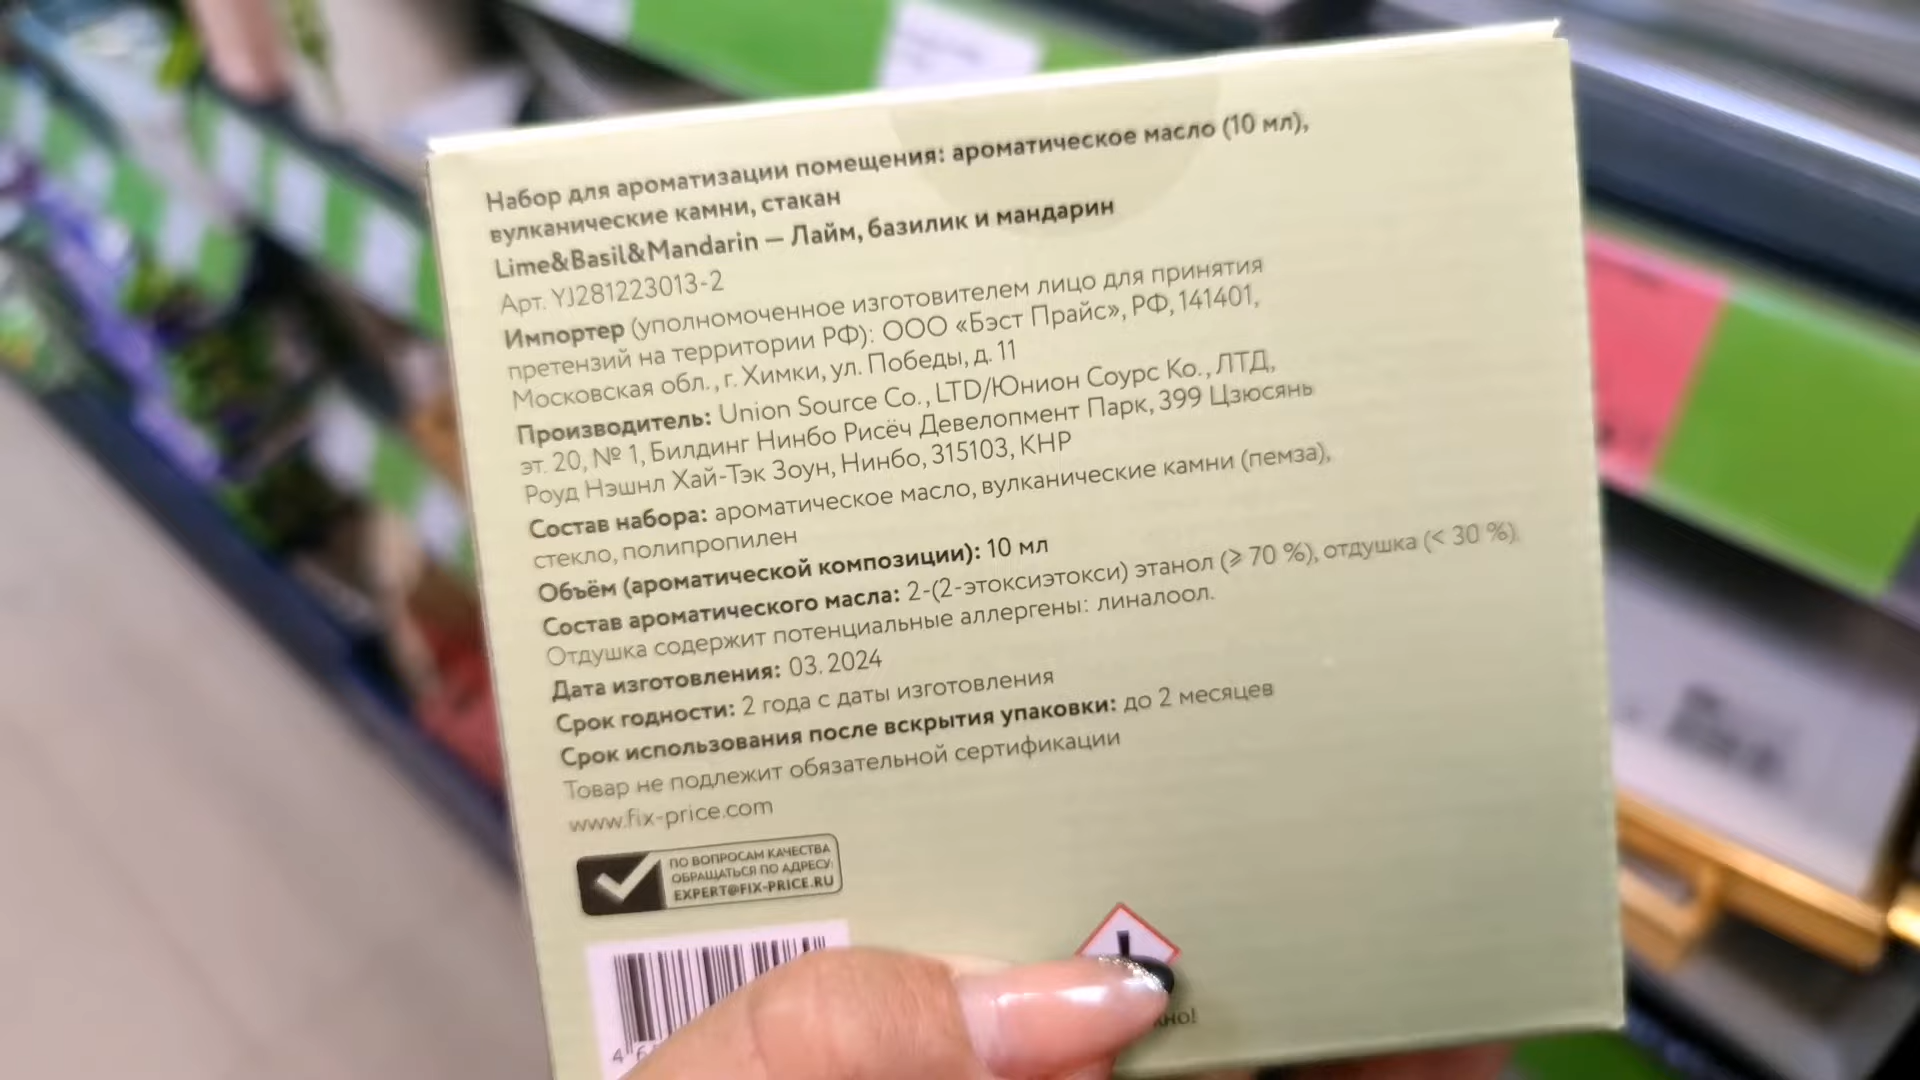 Набор для ароматизации помещения: ароматическое масло (10 мл),
вулканические камни, стакан
Lime&Basil&Mandarin — Лайм, базилик и мандарин
Арт. YJ281223013-2
Импортер (уполномоченное изготовителем лицо для принятия
претензий на территории РФ): ООО «Бэст Прайс», РФ, 141401,
Московская обл., г. Химки, ул. Победы, д. 11
Производитель: Union Source Co., LTD/Юнион Соурс Ко., ЛТД,
эт. 20, № 1, Билдинг Нинбо Рисёч Девелопмент Парк, 399 Цзюсянь
Роуд Нэшнл Хай-Тэк Зоун, Нинбо, 315103, КНР
Состав набора: ароматическое масло, вулканические камни (пемза),
стекло, полипропилен
Объём (ароматической композиции): 10 мл
Состав ароматического масла: 2-(2-этоксиэтокси) этанол (⩾ 70 %), отдушка (< 30 %).
Отдушка содержит потенциальные аллергены: линалоол.
Дата изготовления: 03. 2024
Срок годности: 2 года с даты изготовления
Срок использования после вскрытия упаковки: до 2 месяцев
Товар не подлежит обязательной сертификации
www.fix-price.com
ПО ВОПРОСАМ КАЧЕСТВА
ОБРАЩАТЬСЯ ПО АДРЕСУ:
EXPERT@FIX-PRICE.RU